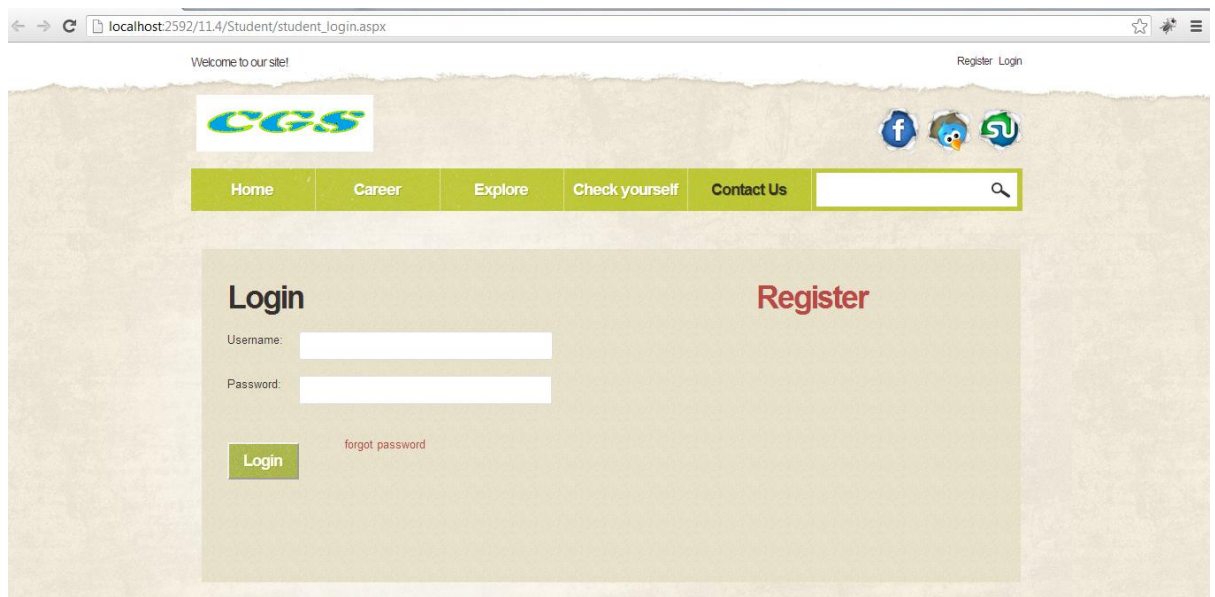 localhost:2592/11.4/Student/student_login.aspx
Welcome to our site!
Register Login
CGS
f
Home Career Explore Check yourself Contact Us
Login
Register
Username:
Password:
Login
forgot password